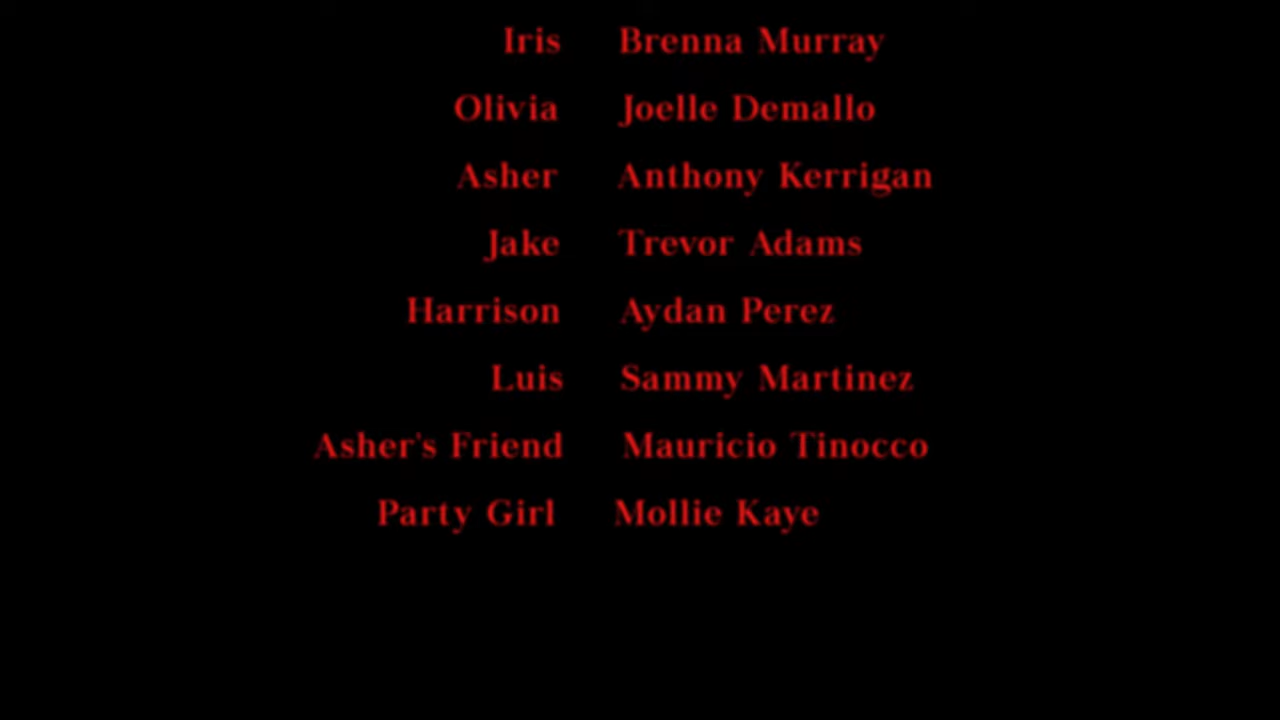 Iris Brenna Murray
Olivia Joelle Demallo
Asher Anthony Kerrigan
Jake Trevor Adams
Harrison Aydan Perez
Luis Sammy Martinez
Asher's Friend Mauricio Tinocco
Party Girl Mollie Kaye